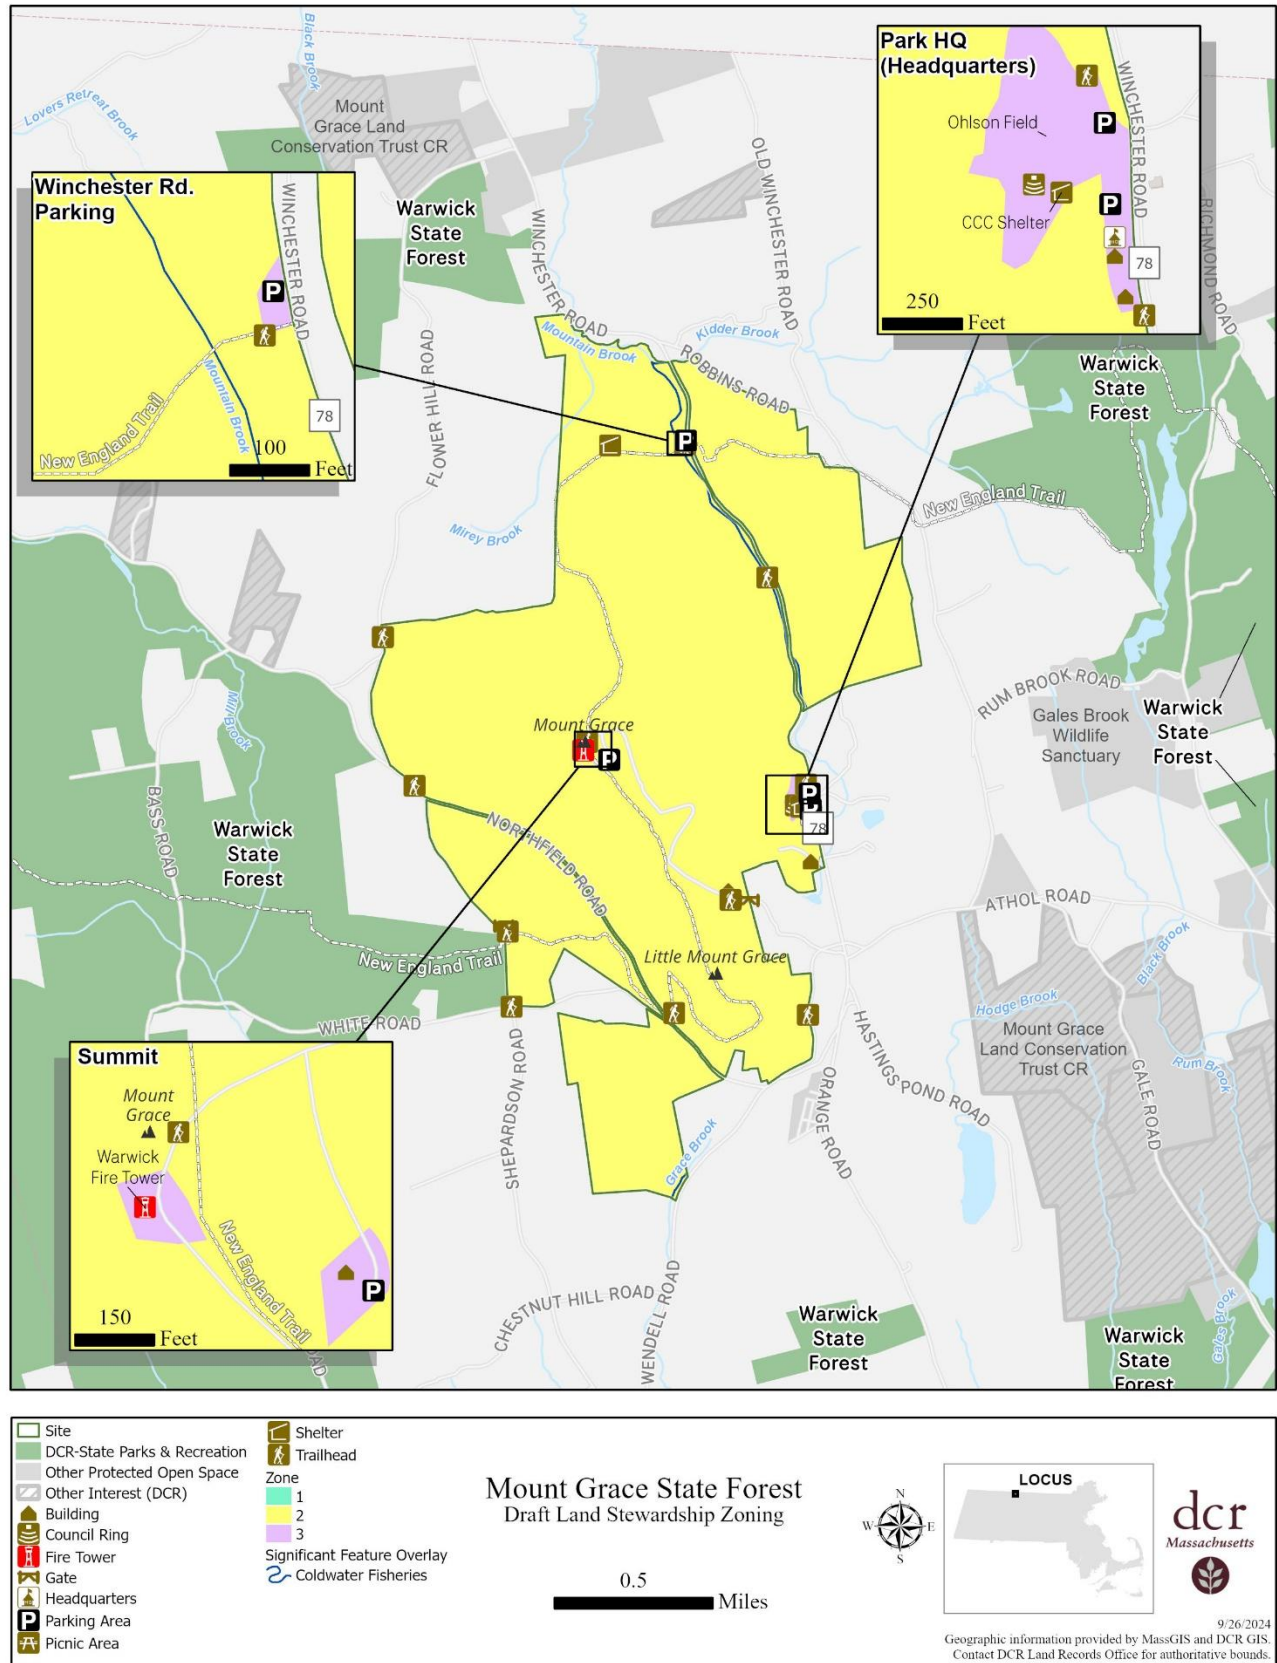 Black Brook
Lovers Retreat Brook
Mount
Grace Land
Conservation Trust CR
OLD WINCHESTER ROAD
Park HQ
(Headquarters)
WINCHESTER ROAD
Ohlson Field
P
CCC Shelter
P
78
250
Feet
RICHMOND ROAD
Winchester Rd.
Parking
WINCHESTER ROAD
P
Mountain Brook
New England Trail
78
100
Feet
Warwick
State
Forest
WINCHESTER ROAD
FLOWER HILL ROAD
Mountain Brook
Kidder Brook
ROBBINS ROAD
Warwick
State
Forest
P
New England Trail
Mirey Brook
RUM BROOK ROAD
Gales Brook
Wildlife
Sanctuary
Warwick
State
Forest
Mill Brook
Mount Grace
P
P
78
BASS ROAD
Warwick
State
Forest
NORTHFIELD ROAD
ATHOL ROAD
New England Trail
Little Mount Grace
Black Brook
WHITE ROAD
Hodge Brook
Mount Grace
Land Conservation
Trust CR
Rum Brook
SHEPARDSON ROAD
HASTINGS POND ROAD
ORANGE ROAD
GALE ROAD
Grace Brook
Summit
Mount
Grace
Warwick
Fire Tower
New England Trail
P
150
Feet
ROAD
CHESTNUT HILL ROAD
WENDELL ROAD
Warwick
State
Forest
Warwick
State
Forest
Gales Brook
Site
DCR-State Parks & Recreation
Other Protected Open Space
Other Interest (DCR)
Building
Council Ring
Fire Tower
Gate
Headquarters
P Parking Area
Picnic Area
Shelter
Trailhead
Zone
1
2
3
Significant Feature Overlay
Coldwater Fisheries
Mount Grace State Forest
Draft Land Stewardship Zoning
0.5
Miles
N
W E
S
LOCUS
dcr
Massachusetts
9/26/2024
Geographic information provided by MassGIS and DCR GIS.
Contact DCR Land Records Office for authoritative bounds.